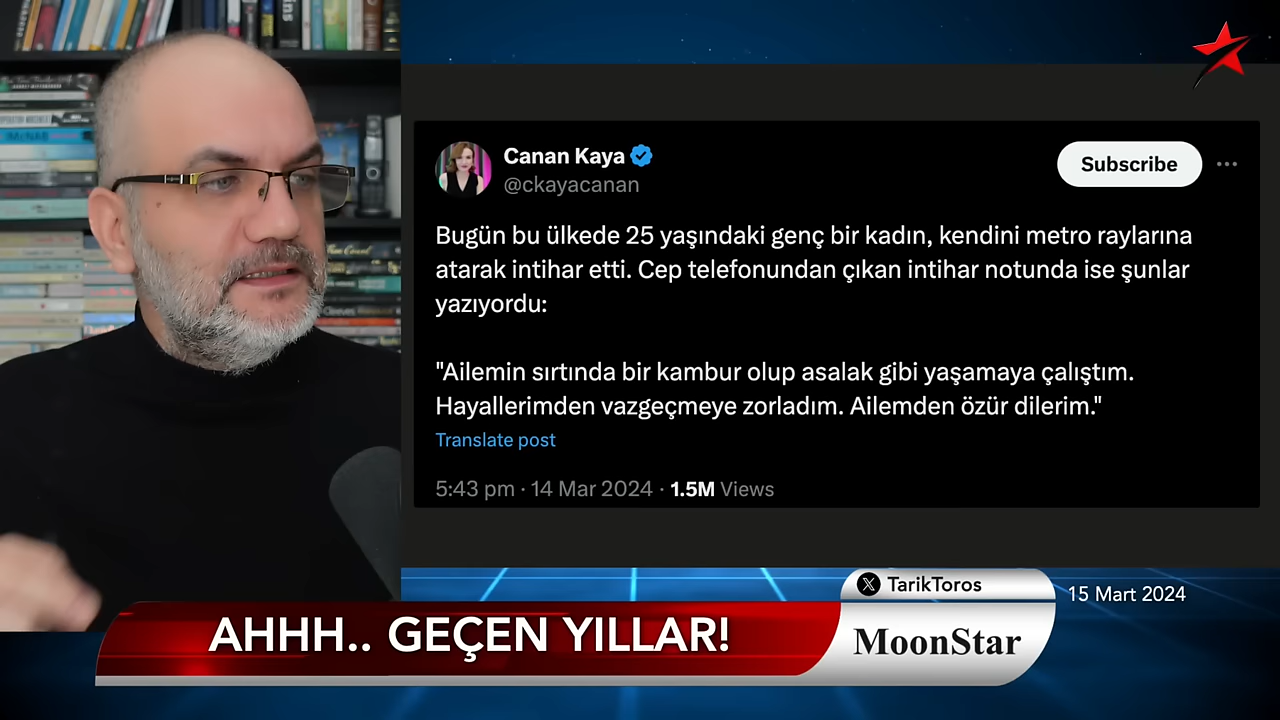 Canan Kaya
@ckayacanan
Subscribe
Bugün bu ülkede 25 yaşındaki genç bir kadın, kendini metro raylarına
atarak intihar etti. Cep telefonundan çıkan intihar notunda ise şunlar
yazıyordu:
"Ailemin sırtında bir kambur olup asalak gibi yaşamaya çalıştım.
Hayallerimden vazgeçmeye zorladım. Ailemden özür dilerim."
Translate post
5:43 pm · 14 Mar 2024 · 1.5M Views
TarikToros
15 Mart 2024
AHHH.. GEÇEN YILLAR!
MoonStar